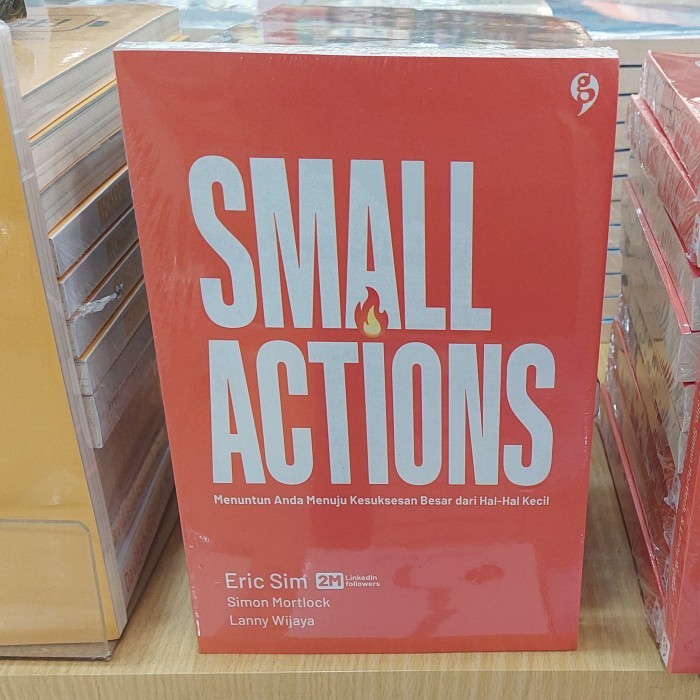 g
SMALL
ACTIONS
Menuntun Anda Menuju Kesuksesan Besar dari Hal-Hal Kecil
Eric Sim 2M LinkedIn followers
Simon Mortlock
Lanny Wijaya